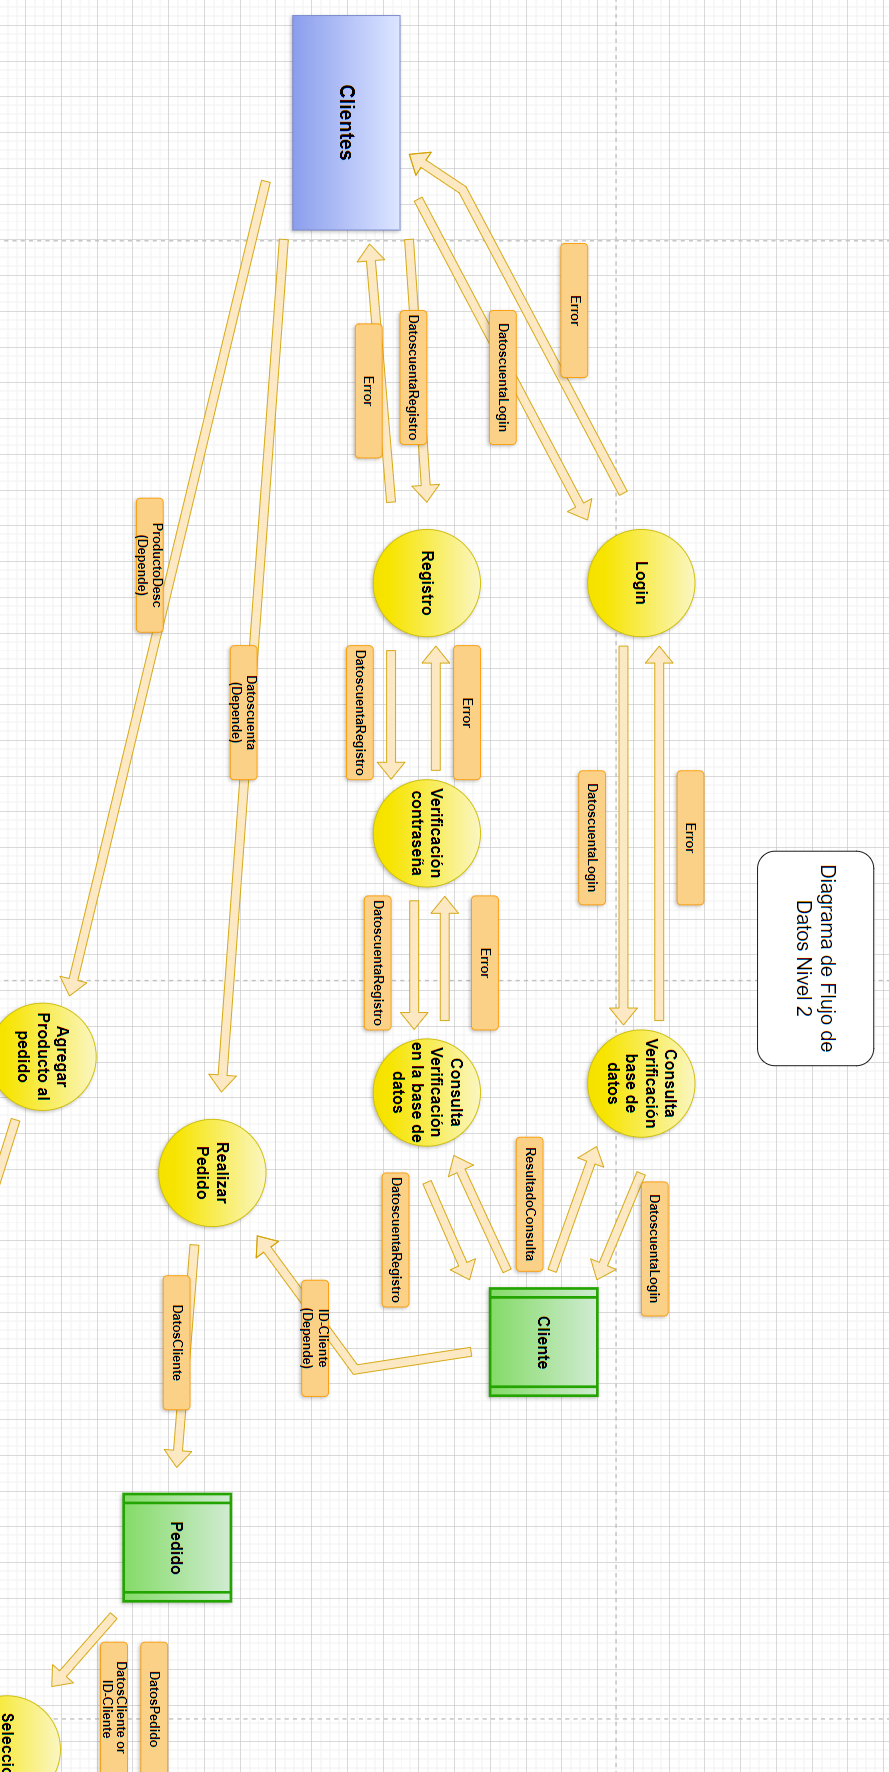 Diagrama de Flujo de
Datos Nivel 2
Clientes
Error
DatoscuentaLogin
DatoscuentaRegistro
Error
Login
Registro
Error
DatoscuentaLogin
Error
DatoscuentaRegistro
Verificación
contraseña
Error
DatoscuentaRegistro
Consulta
Verificación
base de
datos
Consulta
Verificación
en la base de
datos
DatoscuentaLogin
ResultadoConsulta
DatoscuentaRegistro
Cliente
ProductoDesc
(Depende)
Datoscuenta
(Depende)
Agregar
Producto al
pedido
Realizar
Pedido
ID-Cliente
(Depende)
DatosCliente
Pedido
DatosPedido
DatosCliente or
ID-Cliente